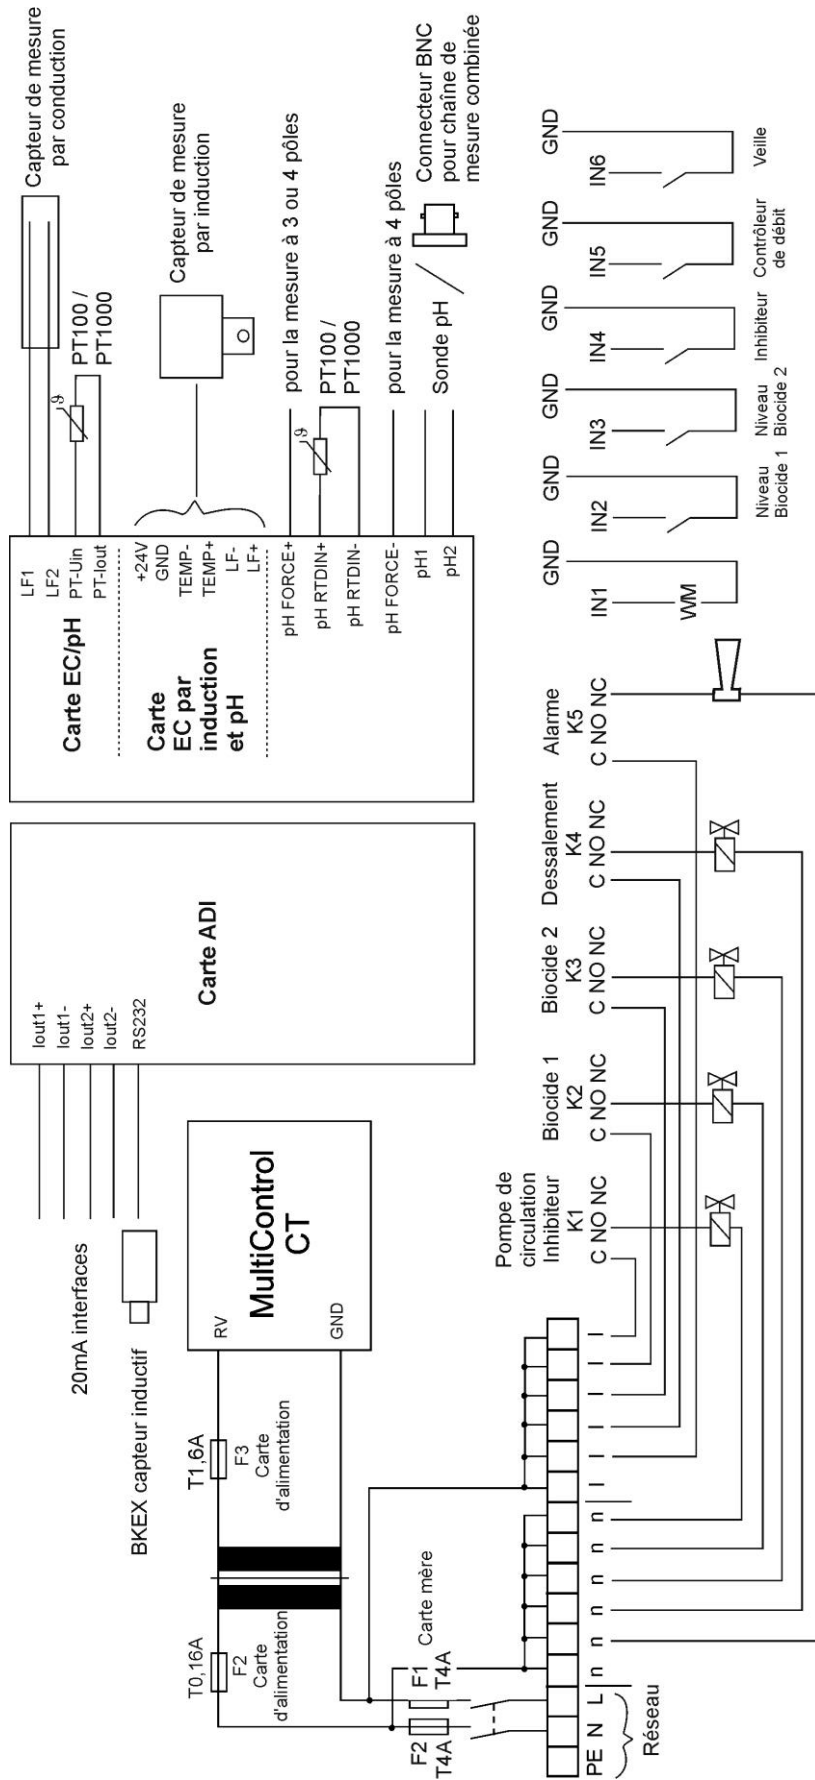 Capteur de mesure
par conduction
LF1
LF2
PT-Uin
PT-Iout
ϑ
PT100 /
PT1000
Carte EC/pH
Capteur de mesure
par induction
+24V
GND
TEMP-
TEMP+
LF-
LF+
Carte
EC par
induction
et pH
pH FORCE+
pH RTDIN+
pH RTDIN-
pH FORCE-
pH1
pH2
pour la mesure à 3 ou 4 pôles
ϑ
PT100 /
PT1000
pour la mesure à 4 pôles
Sonde pH
Connecteur BNC
pour chaîne de
mesure combinée
Iout1+
Iout1-
Iout2+
Iout2-
RS232
Carte ADI
20mA interfaces
BKEX capteur inductif
MultiControl
CT
RV
GND
T1,6A
F3
Carte
d'alimentation
T0,16A
F2
Carte
d'alimentation
Carte mère
F1
T4A
F2
T4A
PE N L n n n n n n l l l l l l
Réseau
Pompe de
circulation
Inhibiteur
K1
C NO NC
Biocide 1
K2
C NO NC
Biocide 2
K3
C NO NC
Dessalement
K4
C NO NC
Alarme
K5
C NO NC
IN1
GND
WM
IN2
GND
Niveau
Biocide 1
IN3
GND
Niveau
Biocide 2
IN4
GND
Inhibiteur
IN5
GND
Contrôleur
de débit
IN6
GND
Veille